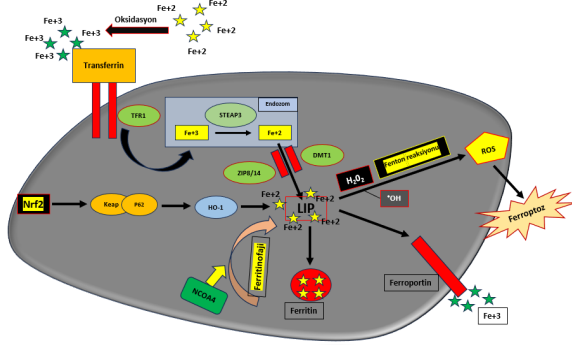 Fe+2
Oksidasyon
Fe+2
Fe+3
Fe+3
Fe+3
Fe+2
Fe+2
Transferrin
TFR1
STEAP3
Endozom
Fe+3
Fe+2
DMT1
ZIP8/14
Fenton reaksiyonu
ROS
H2O2
*OH
Ferroptoz
Nrf2
Keap
P62
HO-1
Fe+2
Fe+2
LIP
Fe+2
Fe+2
Ferritinofaji
NCOA4
Ferritin
Ferroportin
Fe+3